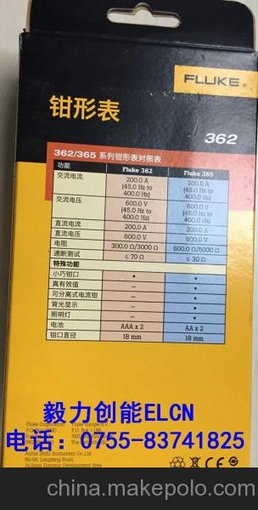 FLUKE
钳形表
362
362/365 系列钳形表对照表
功能 Fluke 362 Fluke 365
交流电流 200.0 A (45.0 Hz to 400.0 Hz) 200.0 A (45.0 Hz to 400.0 Hz)
交流电压 600.0 V (45.0 Hz to 400.0 Hz) 600.0 V (45.0 Hz to 400.0 Hz)
直流电流 200.0 A 200.0 A
直流电压 600.0 V 600.0 V
电阻 300.0 Ω/3000 Ω 600.0 Ω/6000 Ω
通断测试 ≤ 70 Ω ≤ 30 Ω
特殊功能
小巧钳口 • •
真有效值 – •
可分离式电流钳 – •
背光显示 – •
照明灯 – •
电池 AAA x 2 AA x 2
钳口直径 18 mm 18 mm
毅力创能ELCN
电话：0755-83741825
china.makepolo.com